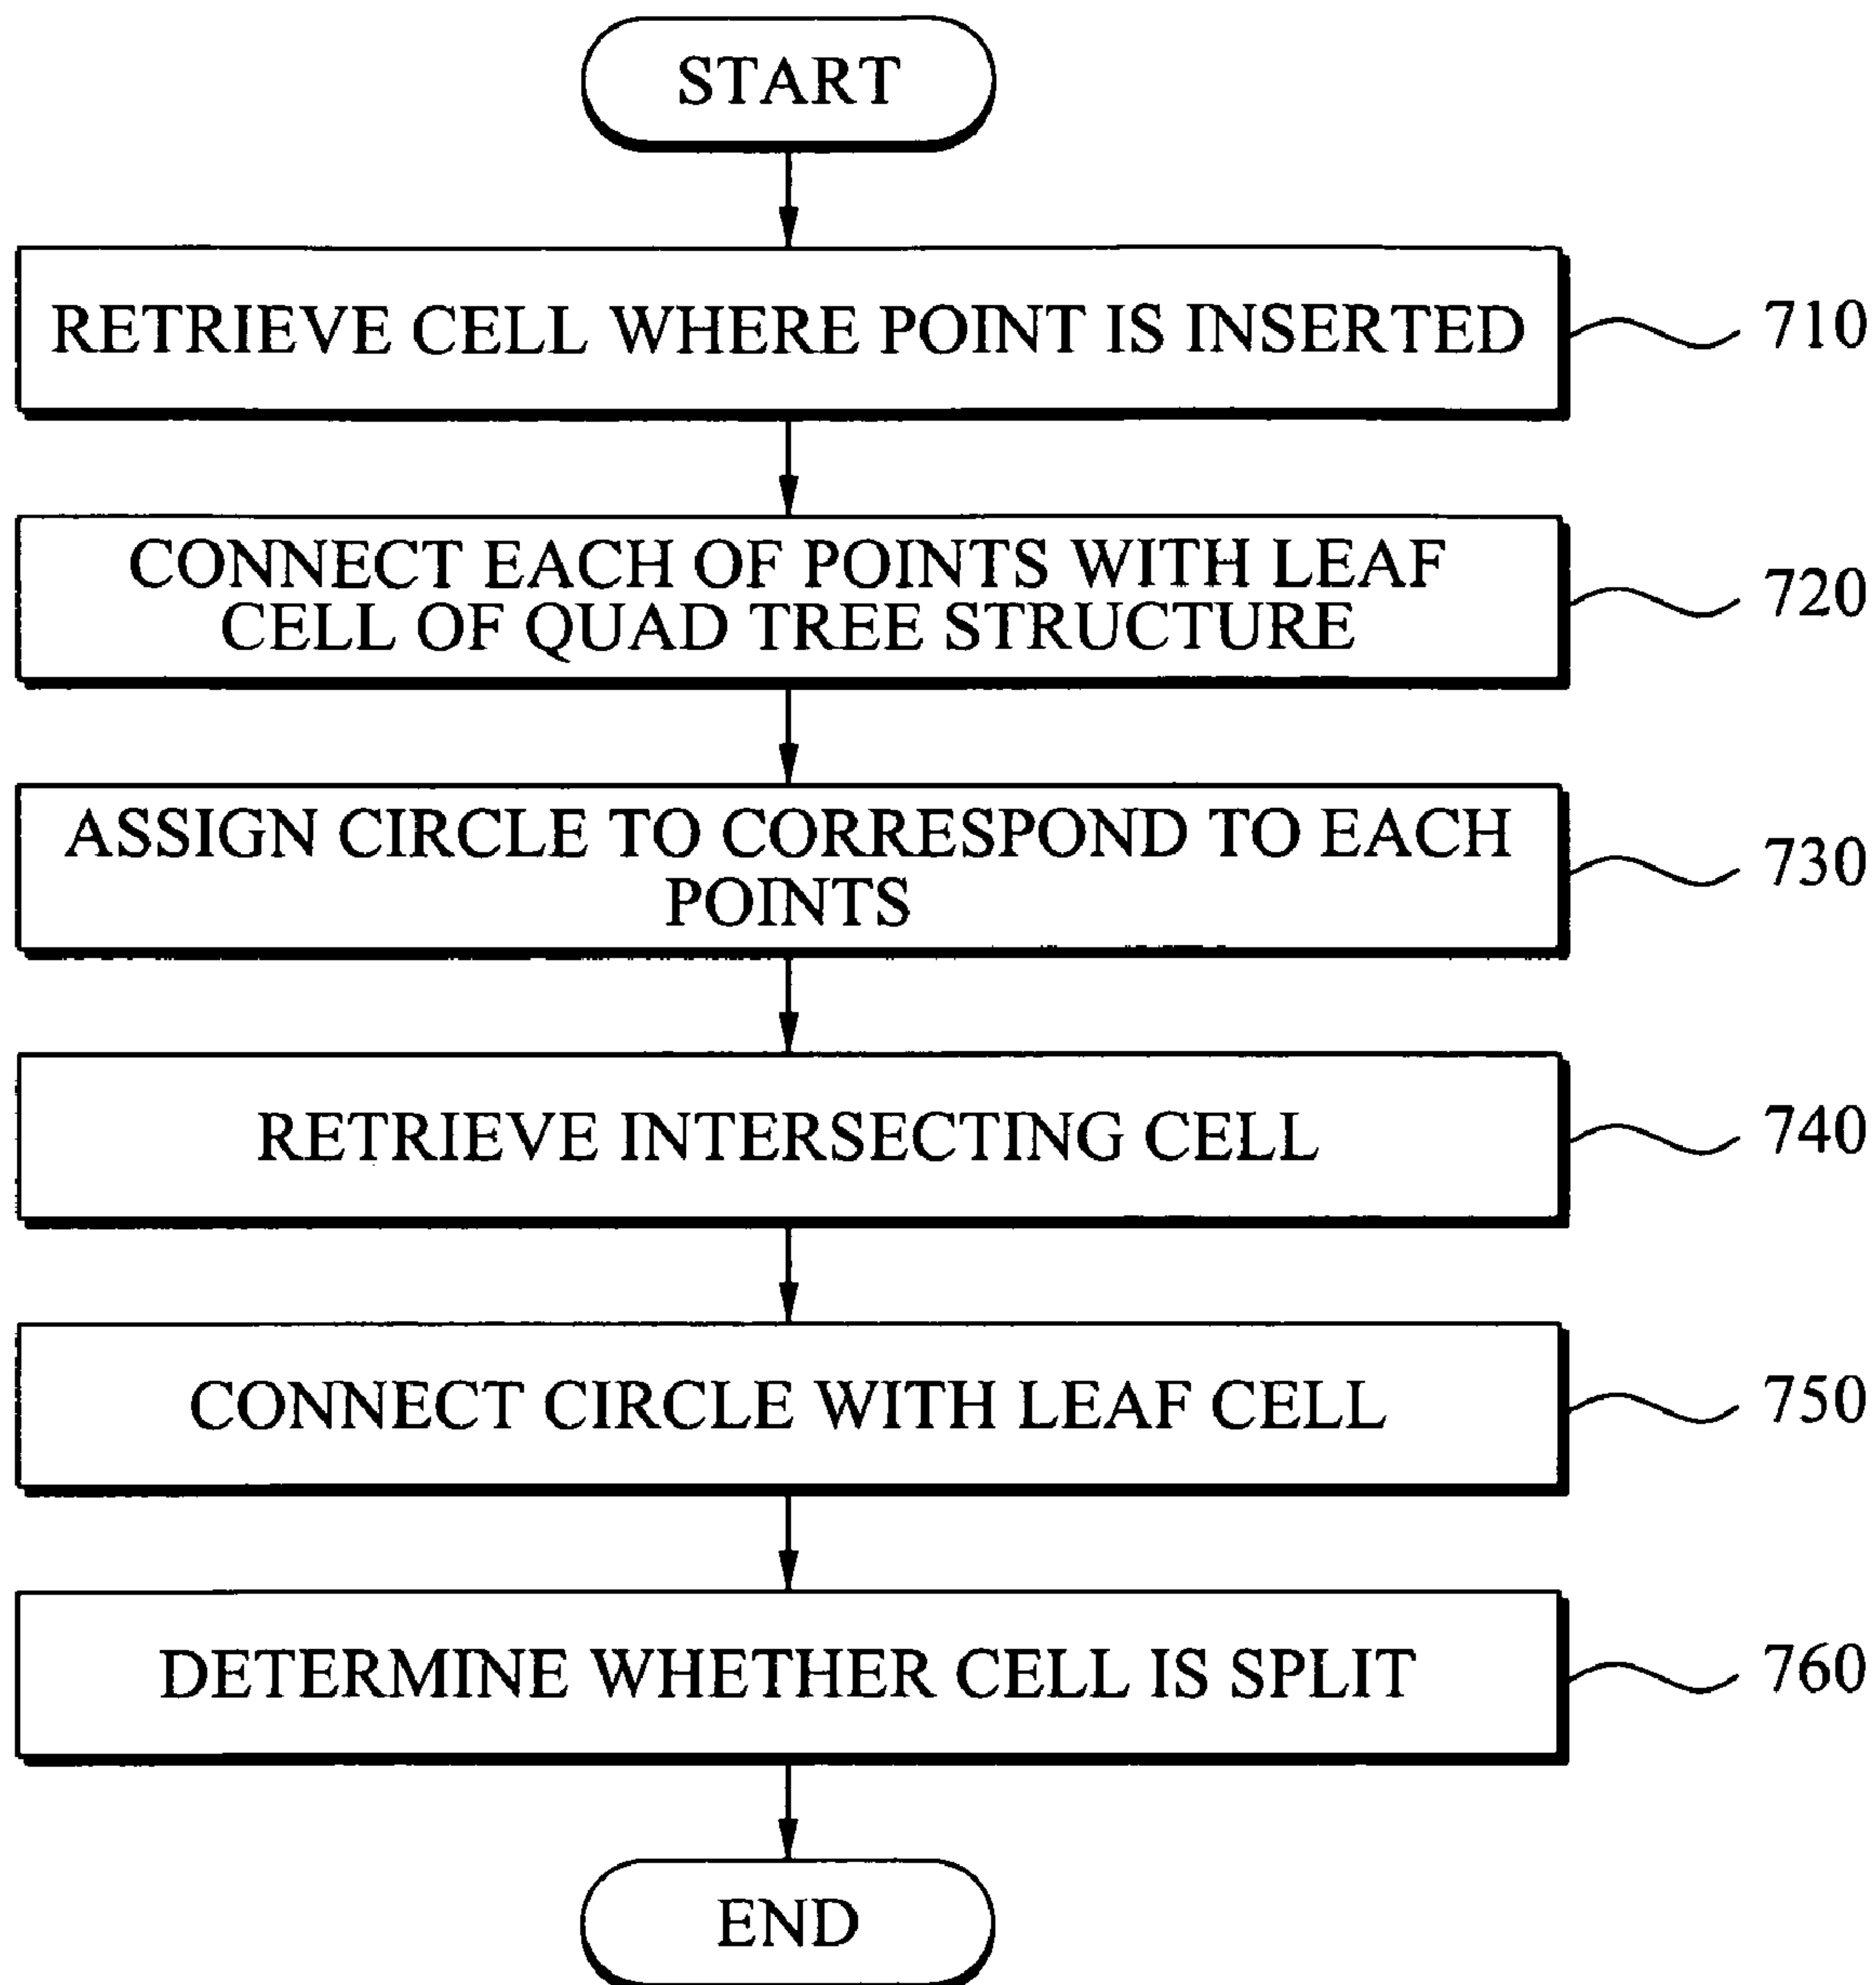 START
RETRIEVE CELL WHERE POINT IS INSERTED
710
CONNECT EACH OF POINTS WITH LEAF
CELL OF QUAD TREE STRUCTURE
720
ASSIGN CIRCLE TO CORRESPOND TO EACH
POINTS
730
RETRIEVE INTERSECTING CELL
740
CONNECT CIRCLE WITH LEAF CELL
750
DETERMINE WHETHER CELL IS SPLIT
760
END